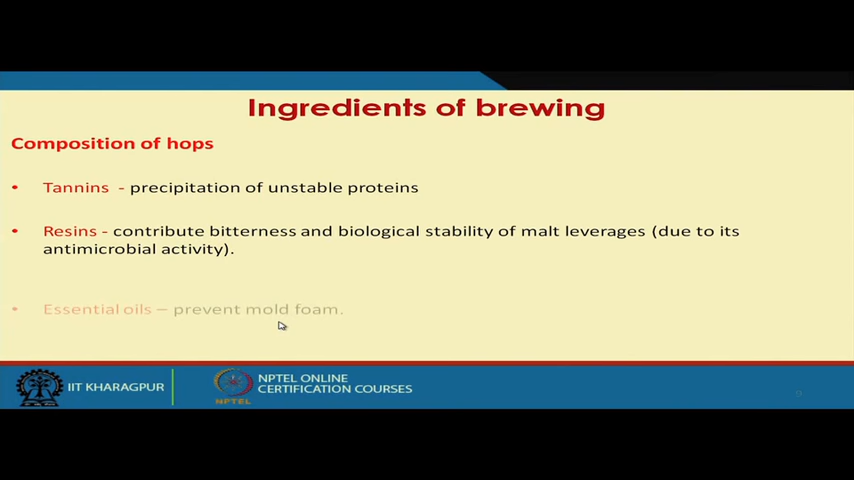 Ingredients of brewing
Composition of hops
• Tannins - precipitation of unstable proteins
• Resins - contribute bitterness and biological stability of malt leverages (due to its
antimicrobial activity).
• Essential oils – prevent mold foam.
IIT KHARAGPUR
NPTEL
NPTEL ONLINE
CERTIFICATION COURSES
9